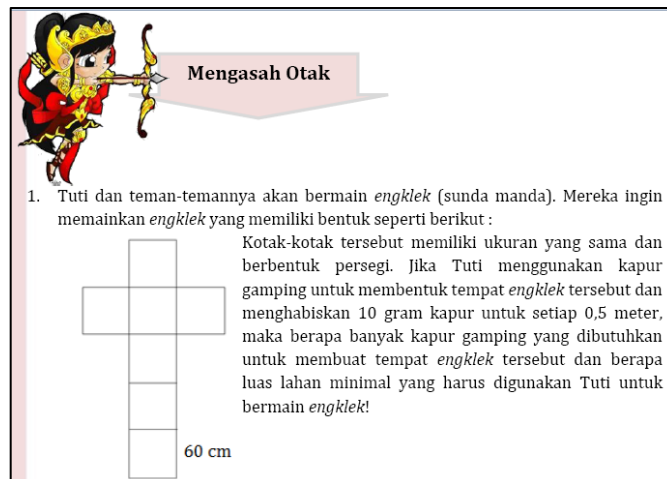 Mengasah Otak
1. Tuti dan teman-temannya akan bermain engklek (sunda manda). Mereka ingin
memainkan engklek yang memiliki bentuk seperti berikut :
Kotak-kotak tersebut memiliki ukuran yang sama dan
berbentuk persegi. Jika Tuti menggunakan kapur
gamping untuk membentuk tempat engklek tersebut dan
menghabiskan 10 gram kapur untuk setiap 0,5 meter,
maka berapa banyak kapur gamping yang dibutuhkan
untuk membuat tempat engklek tersebut dan berapa
luas lahan minimal yang harus digunakan Tuti untuk
bermain engklek!
60 cm